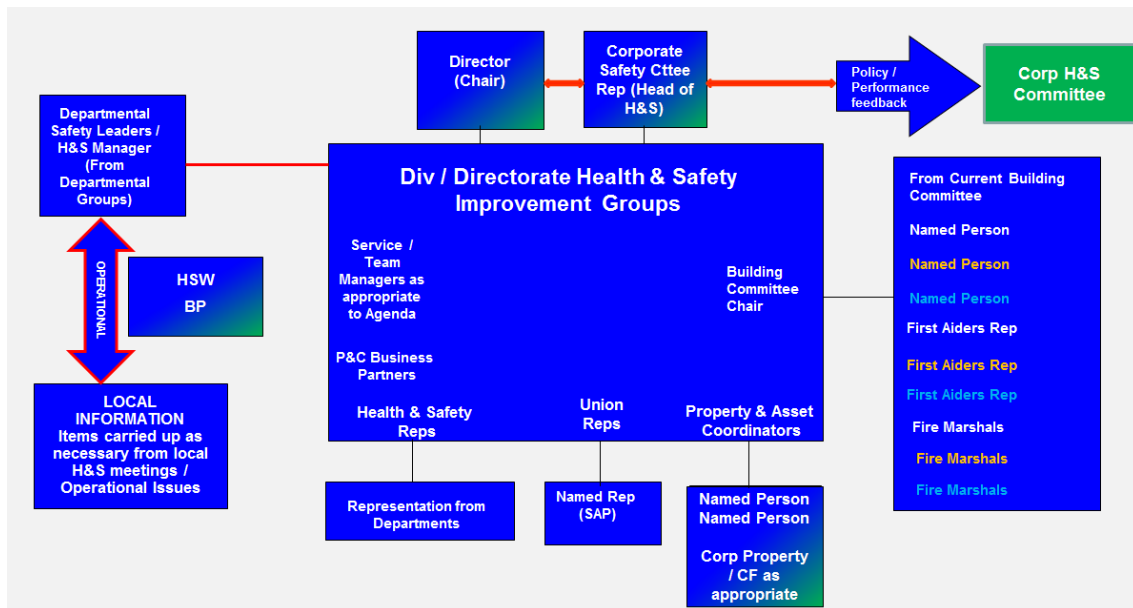 Director
(Chair)
Corporate
Safety Cttee
Rep (Head of
H&S)
Policy /
Performance
feedback
Corp H&S
Committee
Departmental
Safety Leaders /
H&S Manager
(From
Departmental
Groups)
OPERATIONAL
HSW
BP
LOCAL
INFORMATION
Items carried up as
necessary from local
H&S meetings /
Operational Issues
Div / Directorate Health & Safety
Improvement Groups
Service /
Team
Managers as
appropriate
to Agenda
Building
Committee
Chair
P&C Business
Partners
Health & Safety
Reps
Union
Reps
Property & Asset
Coordinators
Representation from
Departments
Named Rep
(SAP)
Named Person
Named Person
Corp Property
/ CF as
appropriate
From Current Building
Committee
Named Person
Named Person
Named Person
First Aiders Rep
First Aiders Rep
First Aiders Rep
Fire Marshals
Fire Marshals
Fire Marshals